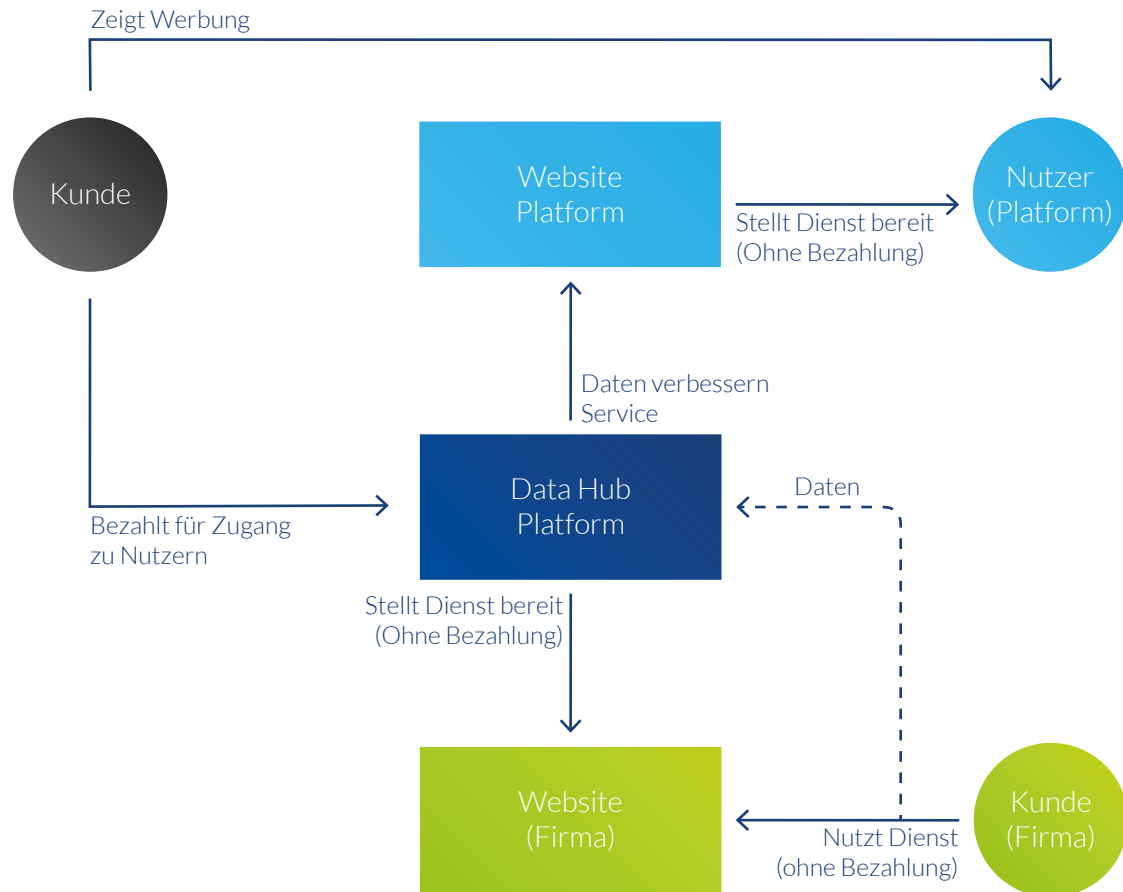 Zeigt Werbung
Kunde
Website
Platform
Nutzer
(Platform)
Stellt Dienst bereit
(Ohne Bezahlung)
Daten verbessern
Service
Data Hub
Platform
Daten
Bezahlt für Zugang
zu Nutzern
Stellt Dienst bereit
(Ohne Bezahlung)
Website
(Firma)
Kunde
(Firma)
Nutzt Dienst
(ohne Bezahlung)